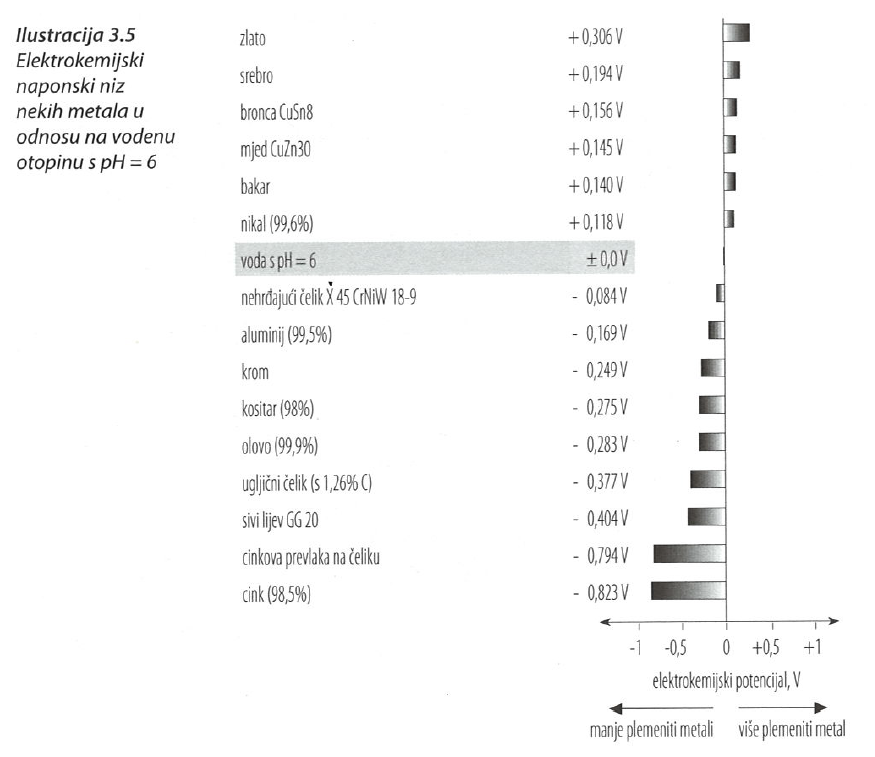 Ilustracija 3.5
Elektrokemijski
naponski niz
nekih metala u
odnosu na vodenu
otopinu s pH = 6
zlato + 0,306 V
srebro + 0,194 V
bronca CuSn8 + 0,156 V
mjed CuZn30 + 0,145 V
bakar + 0,140 V
nikal (99,6%) + 0,118 V
voda s pH = 6 ± 0,0 V
nehrđajući čelik X 45 CrNiW 18-9 - 0,084 V
aluminij (99,5%) - 0,169 V
krom - 0,249 V
kositar (98%) - 0,275 V
olovo (99,9%) - 0,283 V
ugljični čelik (s 1,26% C) - 0,377 V
sivi lijev GG 20 - 0,404 V
cinkova prevlaka na čeliku - 0,794 V
cink (98,5%) - 0,823 V
-1 -0,5 0 +0,5 +1
elektrokemijski potencijal, V
manje plemeniti metali više plemeniti metal